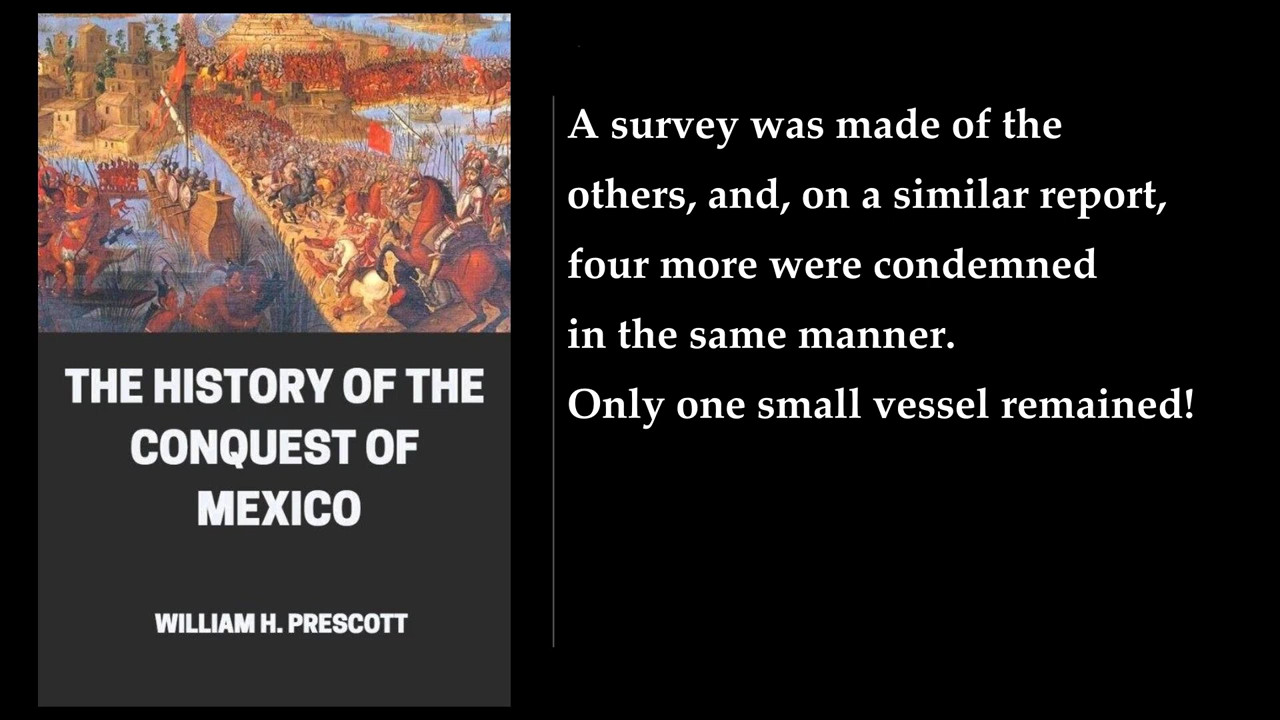 THE HISTORY OF THE
CONQUEST OF
MEXICO
WILLIAM H. PRESCOTT
A survey was made of the
others, and, on a similar report,
four more were condemned
in the same manner.
Only one small vessel remained!